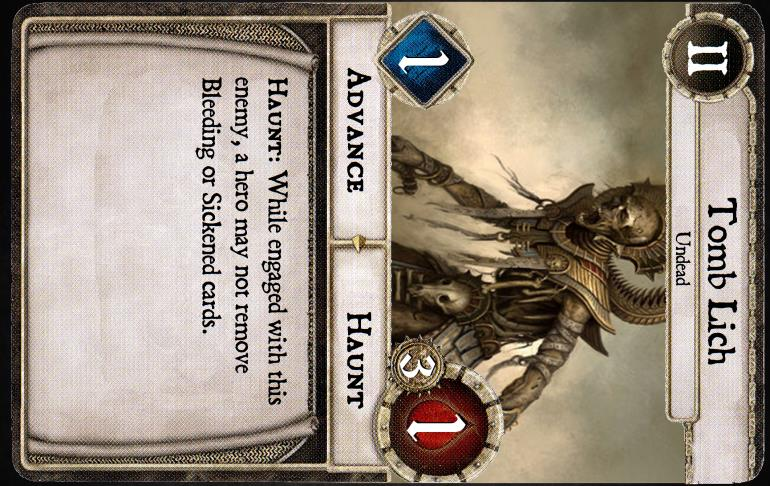 II
Tomb Lich
Undead
1
3
1
Advance
Haunt
Haunt: While engaged with this
enemy, a hero may not remove
Bleeding or Sickened cards.